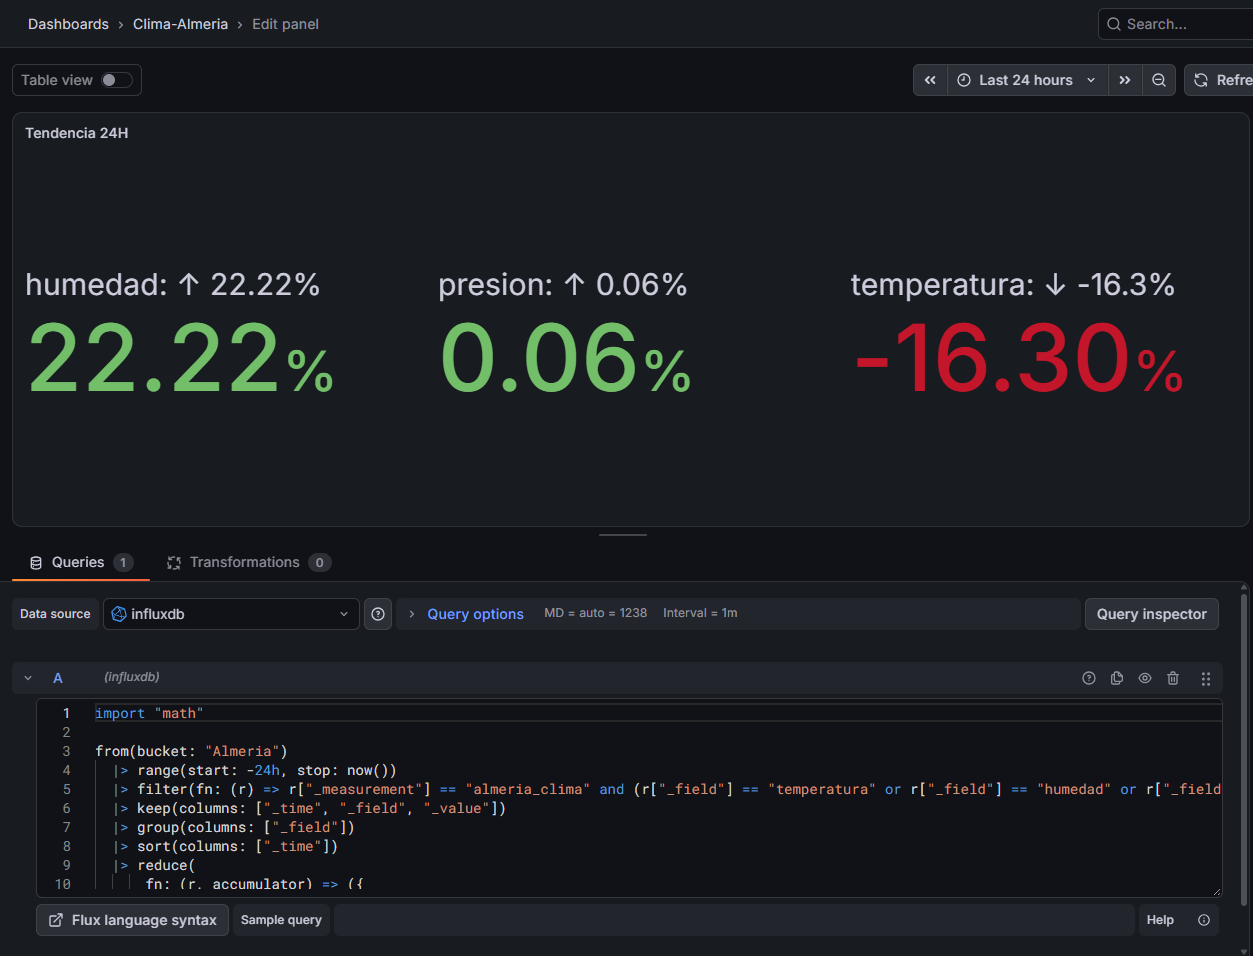 Dashboards › Clima-Almeria › Edit panel
Search...
Table view
Last 24 hours
Refre
Tendencia 24H
humedad: ↑ 22.22%
22.22%
presion: ↑ 0.06%
0.06%
temperatura: ↓ -16.3%
-16.30%
Queries 1
Transformations 0
Data source
influxdb
Query options
MD = auto = 1238
Interval = 1m
Query inspector
A
(influxdb)
1 import "math"
2
3 from(bucket: "Almeria")
4 |> range(start: -24h, stop: now())
5 |> filter(fn: (r) => r["_measurement"] == "almeria_clima" and (r["_field"] == "temperatura" or r["_field"] == "humedad" or r["_field
6 |> keep(columns: ["_time", "_field", "_value"])
7 |> group(columns: ["_field"])
8 |> sort(columns: ["_time"])
9 |> reduce(
10 fn: (r, accumulator) => ({
Flux language syntax
Sample query
Help